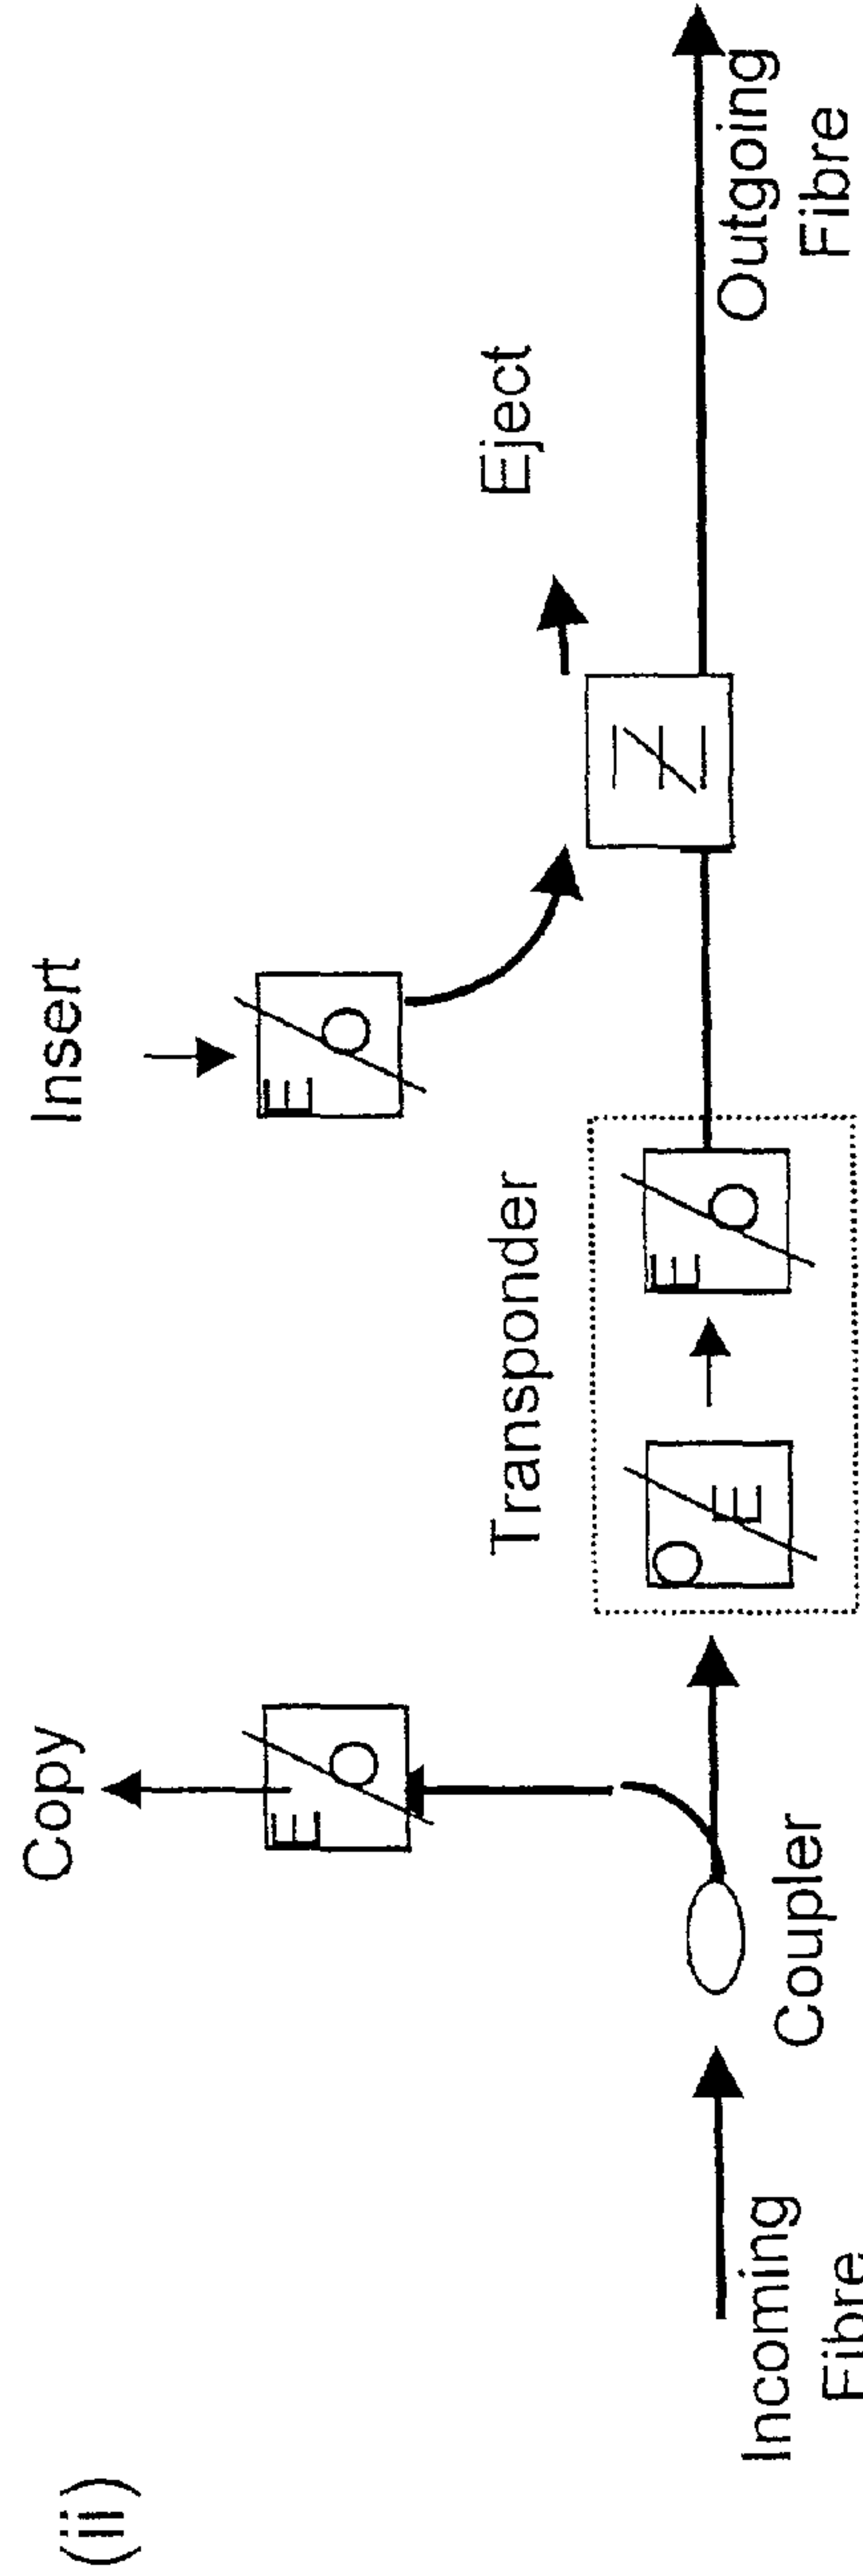 (ii)
Copy
Insert
E
O
E
O
Transponder
Eject
O
E
E
O
Incoming
Fibre
Coupler
Outgoing
Fibre